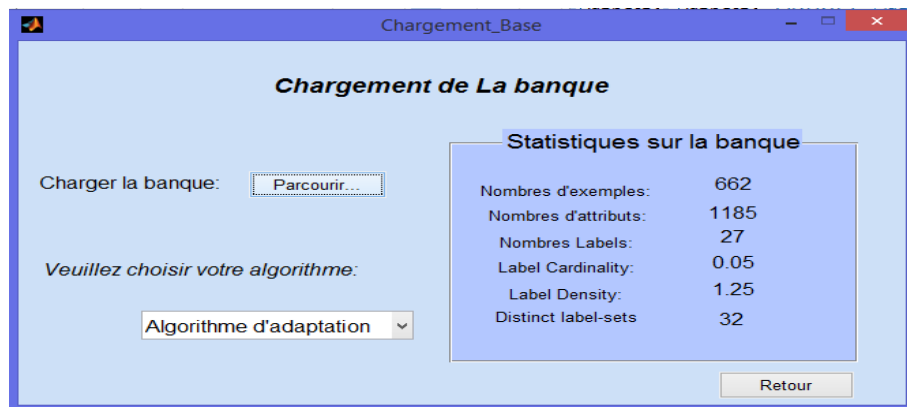 Chargement_Base
Chargement de La banque
Charger la banque:
Parcourir...
Veuillez choisir votre algorithme:
Algorithme d'adaptation
Statistiques sur la banque
Nombres d'exemples: 662
Nombres d'attributs: 1185
Nombres Labels: 27
Label Cardinality: 0.05
Label Density: 1.25
Distinct label-sets 32
Retour